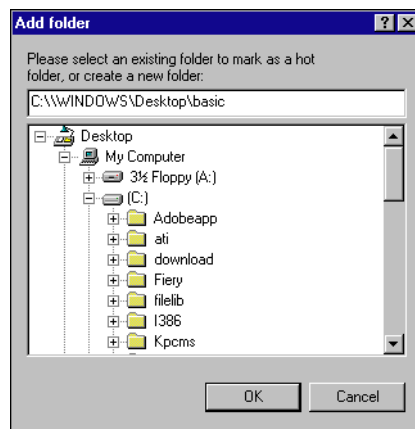 Add folder
Please select an existing folder to mark as a hot
folder, or create a new folder:
C:\\WINDOWS\Desktop\basic
Desktop
My Computer
3½ Floppy (A:)
(C:)
Adobeapp
ati
download
Fiery
filelib
I386
Kpcms
OK Cancel